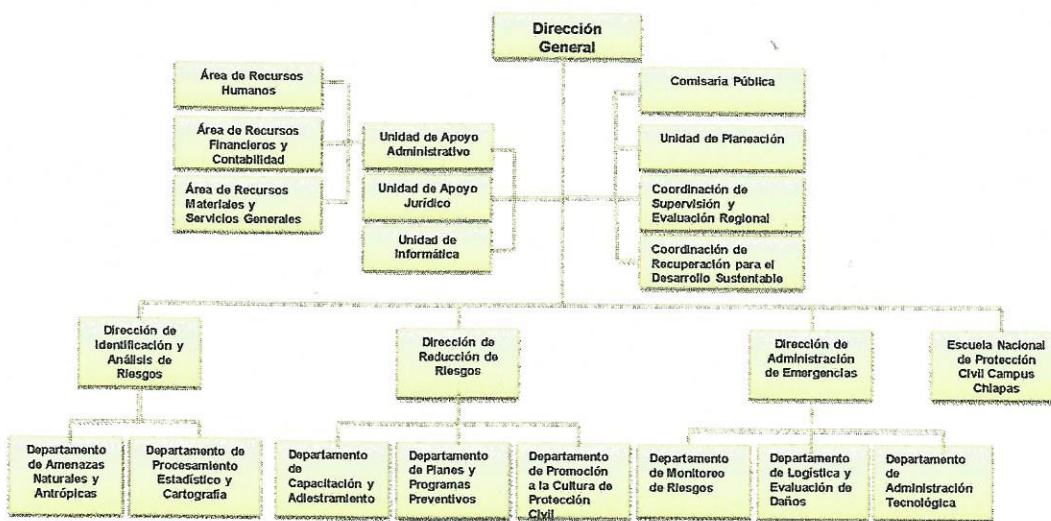 Dirección
General
Área de Recursos
Humanos
Área de Recursos
Financieros y
Contabilidad
Área de Recursos
Materiales y
Servicios Generales
Unidad de Apoyo
Administrativo
Unidad de Apoyo
Jurídico
Unidad de
Informática
Comisaría Pública
Unidad de Planeación
Coordinación de
Supervisión y
Evaluación Regional
Coordinación de
Recuperación para el
Desarrollo Sustentable
Dirección de
Identificación y
Análisis de
Riesgos
Dirección de
Reducción de
Riesgos
Dirección de
Administración
de Emergencias
Escuela Nacional
de Protección
Civil Campus
Chiapas
Departamento
de Amenazas
Naturales y
Antrópicas
Departamento de
Procesamiento
Estadístico y
Cartografía
Departamento
de
Capacitación y
Adiestramiento
Departamento
de Planes y
Programas
Preventivos
Departamento
de Promoción
a la Cultura de
Protección
Civil
Departamento
de Monitoreo
de Riesgos
Departamento
de Logística y
Evaluación de
Daños
Departamento
de
Administración
Tecnológica